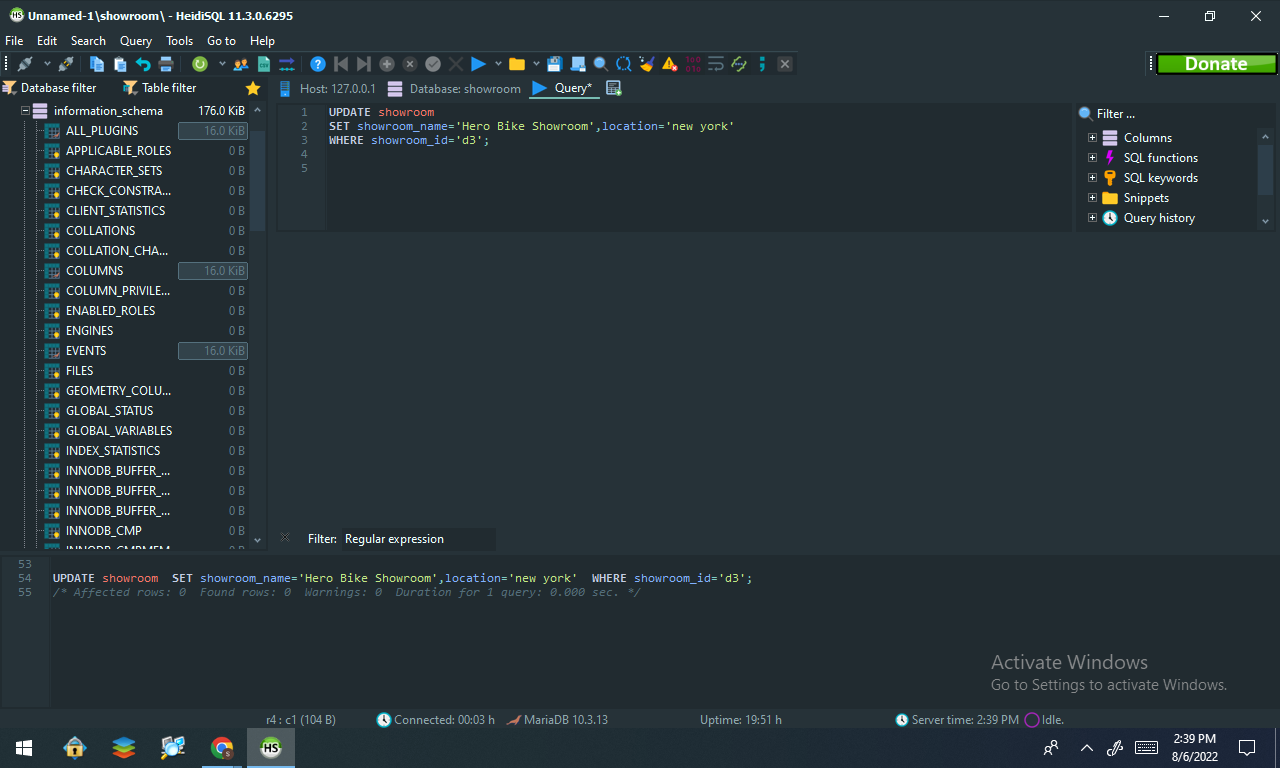 Unnamed-1\showroom\ - HeidiSQL 11.3.0.6295
File Edit Search Query Tools Go to Help
Donate
Database filter Table filter Host: 127.0.0.1 Database: showroom Query*
information_schema 176.0 KiB
ALL_PLUGINS 16.0 KiB
APPLICABLE_ROLES 0 B
CHARACTER_SETS 0 B
CHECK_CONSTRA... 0 B
CLIENT_STATISTICS 0 B
COLLATIONS 0 B
COLLATION_CHA... 0 B
COLUMNS 16.0 KiB
COLUMN_PRIVILE... 0 B
ENABLED_ROLES 0 B
ENGINES 0 B
EVENTS 16.0 KiB
FILES 0 B
GEOMETRY_COLU... 0 B
GLOBAL_STATUS 0 B
GLOBAL_VARIABLES 0 B
INDEX_STATISTICS 0 B
INNODB_BUFFER_... 0 B
INNODB_BUFFER_... 0 B
INNODB_BUFFER_... 0 B
INNODB_CMP 0 B
1 UPDATE showroom
2 SET showroom_name='Hero Bike Showroom',location='new york'
3 WHERE showroom_id='d3';
4
5
Filter ...
Columns
SQL functions
SQL keywords
Snippets
Query history
Filter: Regular expression
53
54 UPDATE showroom SET showroom_name='Hero Bike Showroom',location='new york' WHERE showroom_id='d3';
55 /* Affected rows: 0 Found rows: 0 Warnings: 0 Duration for 1 query: 0.000 sec. */
Activate Windows
Go to Settings to activate Windows.
r4 : c1 (104 B) Connected: 00:03 h MariaDB 10.3.13 Uptime: 19:51 h Server time: 2:39 PM Idle.
HS
2:39 PM
8/6/2022